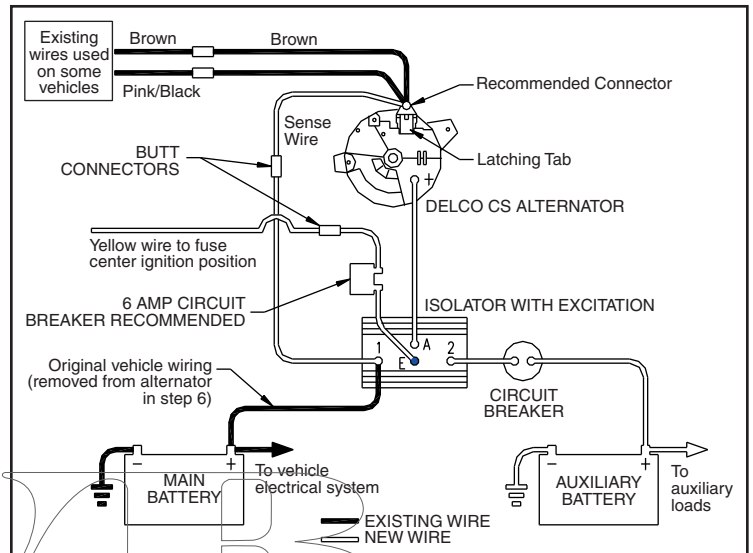 Existing
wires used
on some
vehicles
Brown
Brown
Pink/Black
Recommended Connector
Sense
Wire
BUTT
CONNECTORS
Latching Tab
+
DELCO CS ALTERNATOR
Yellow wire to fuse
center ignition position
6 AMP CIRCUIT
BREAKER RECOMMENDED
ISOLATOR WITH EXCITATION
1
A
2
E
Original vehicle wiring
(removed from alternator
in step 6)
CIRCUIT
BREAKER
− +
MAIN
BATTERY
To vehicle
electrical system
− +
AUXILIARY
BATTERY
To
auxiliary
loads
EXISTING WIRE
NEW WIRE